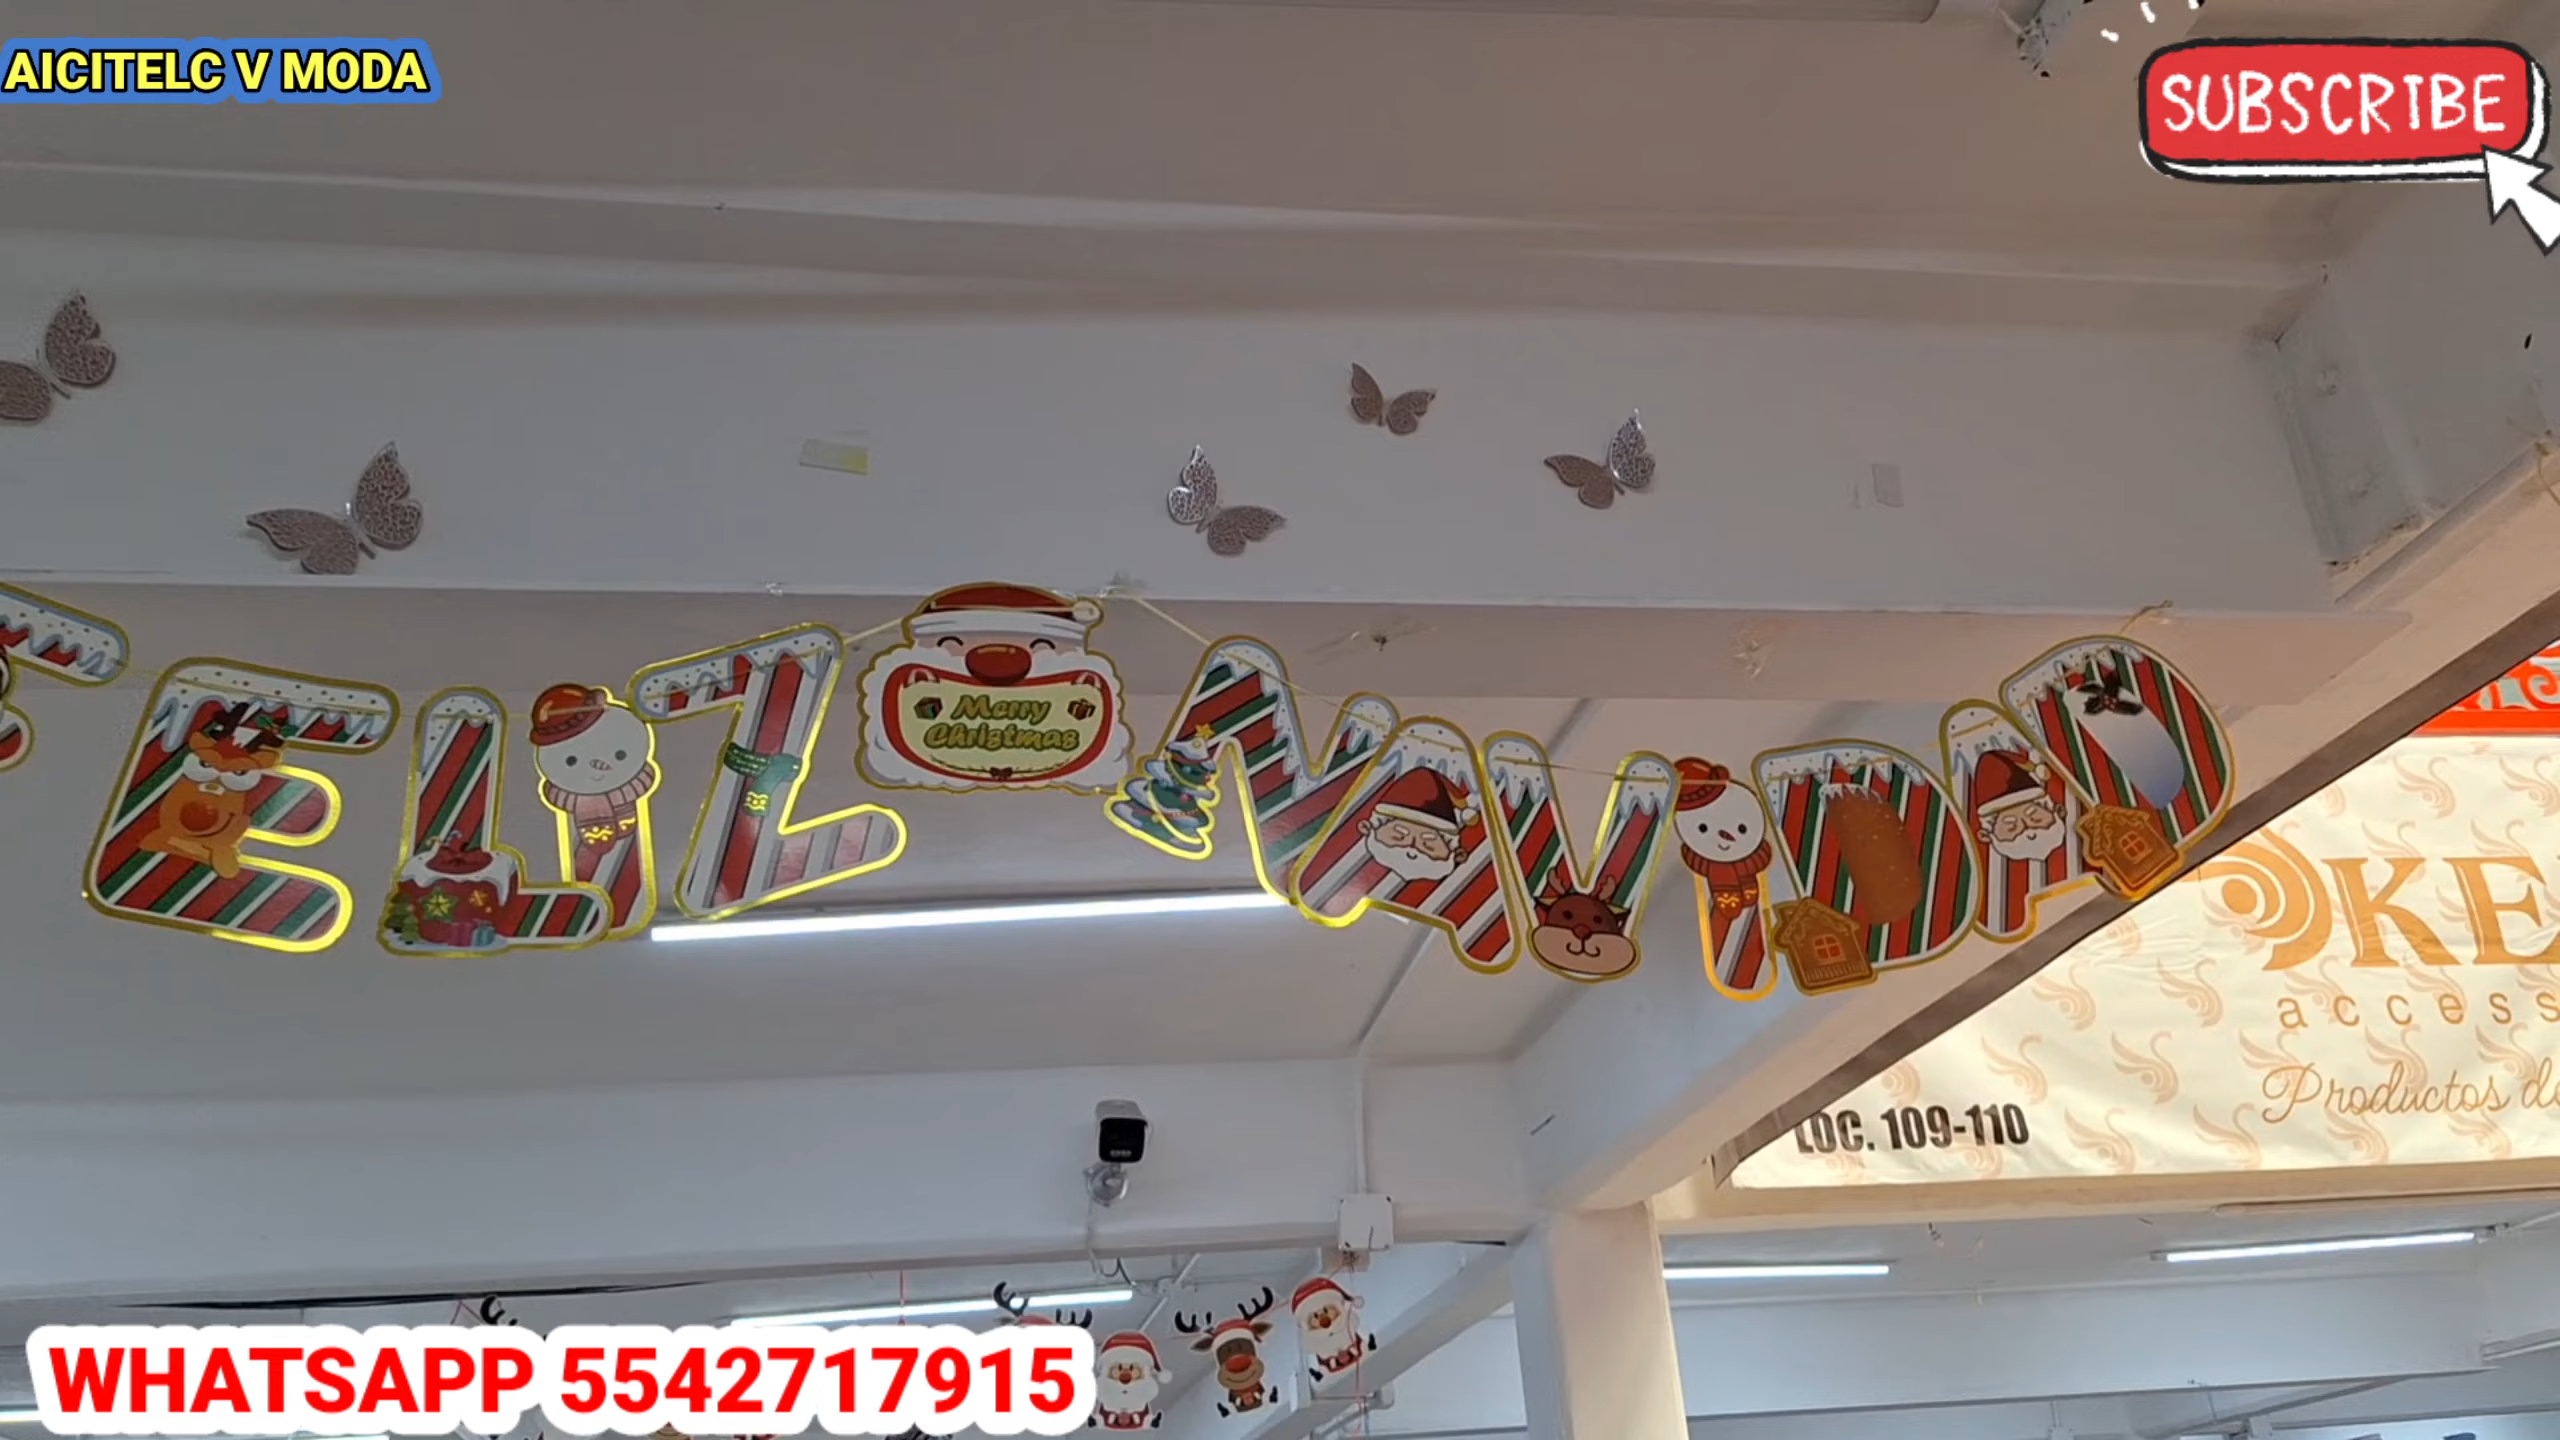 AICITELC V MODA
SUBSCRIBE
FELIZ
Merry
Christmas
NAVIDAD
LOC. 109-110
Productos
WHATSAPP 5542717915